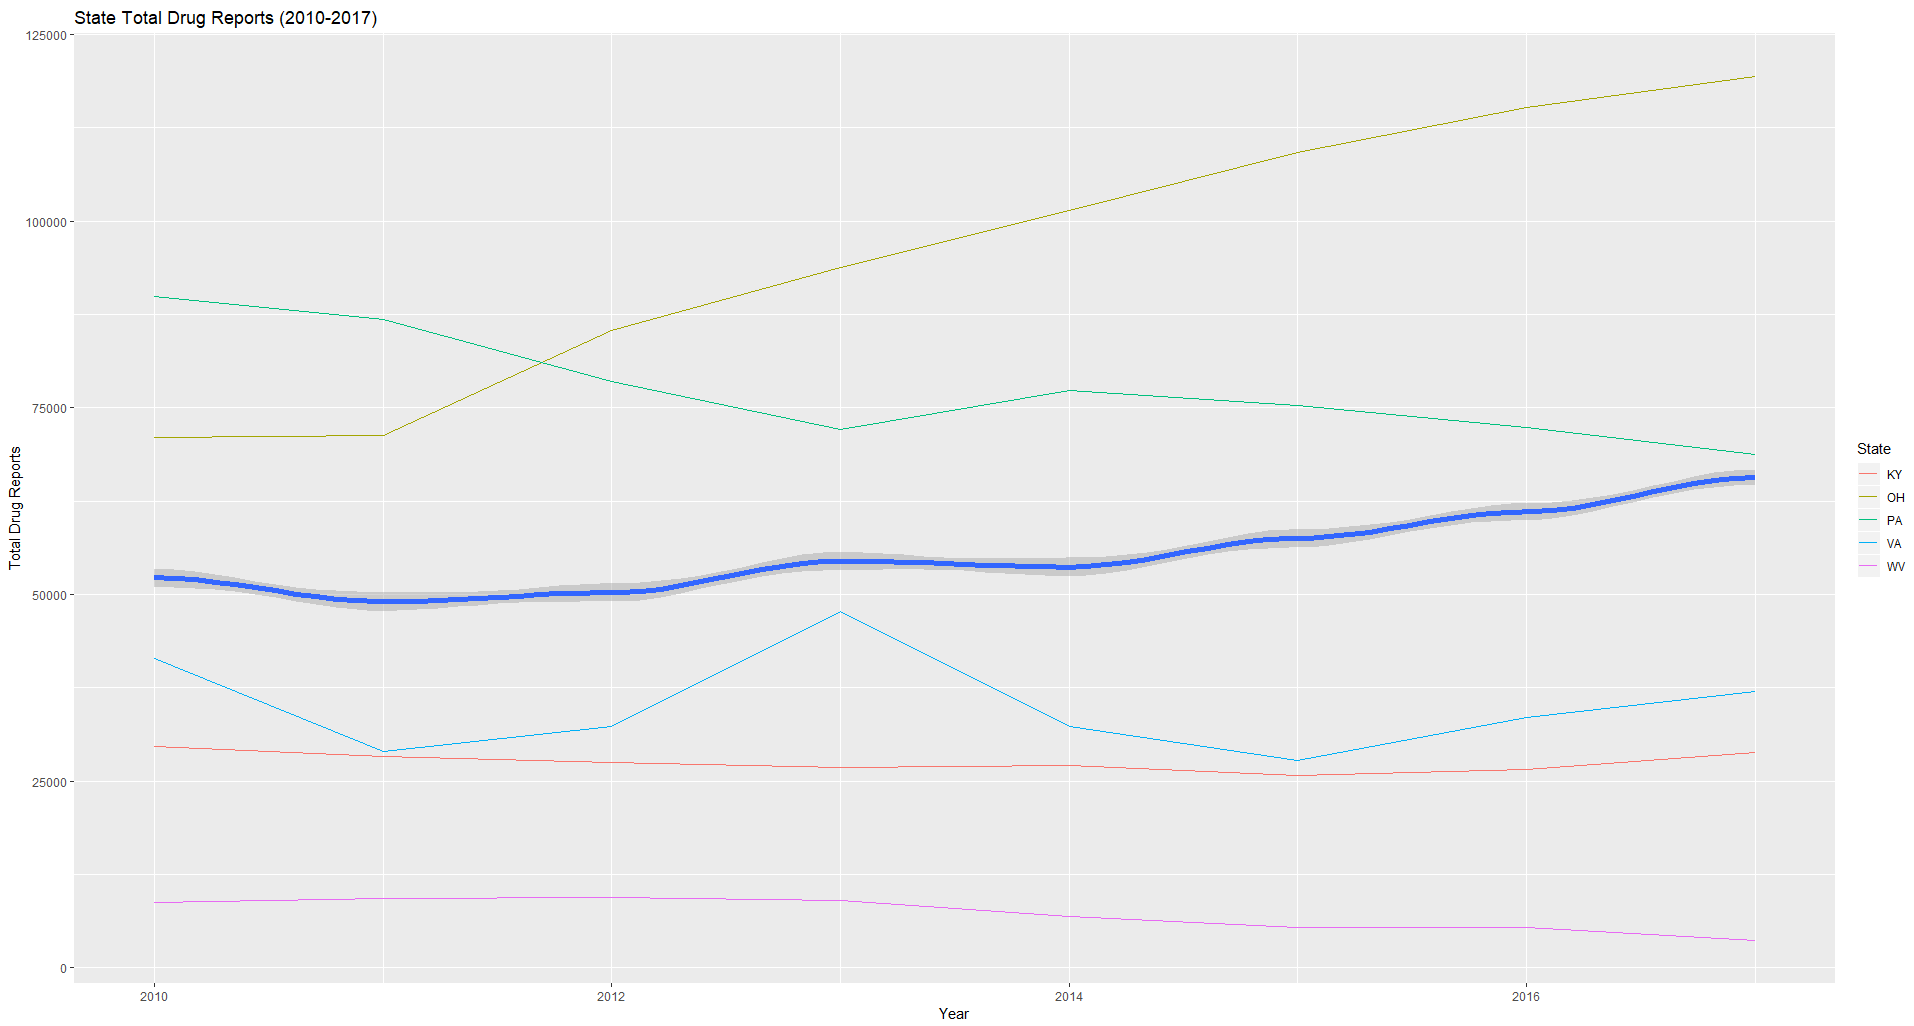 State Total Drug Reports (2010-2017)
125000
100000
75000
50000
25000
0
Total Drug Reports
2010
2012
2014
2016
Year
State
KY
OH
PA
VA
WV